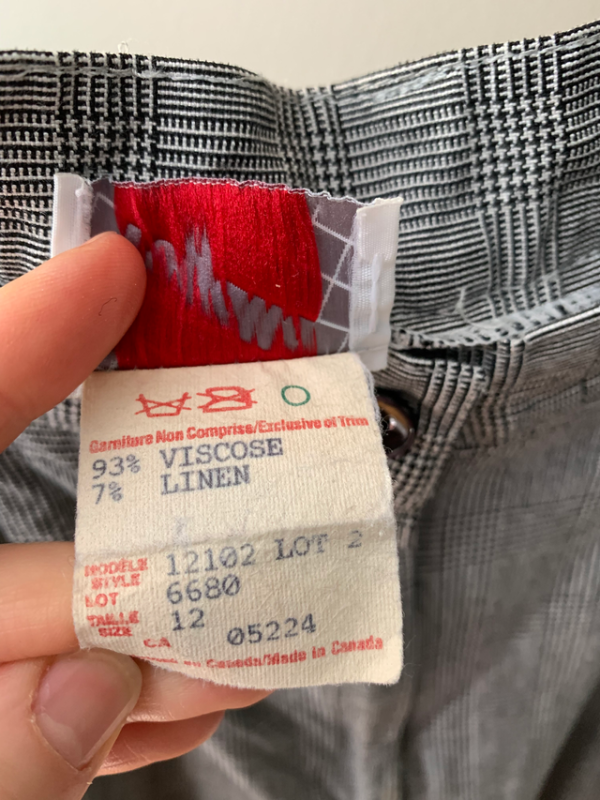 Garniture Non Comprise/Exclusive of Trim
93% VISCOSE
7% LINEN
MODELE STYLE 12102 LOT 2
LOT 6680
TAILLE SIZE 12
CA 05224
Canada/Made in Canada